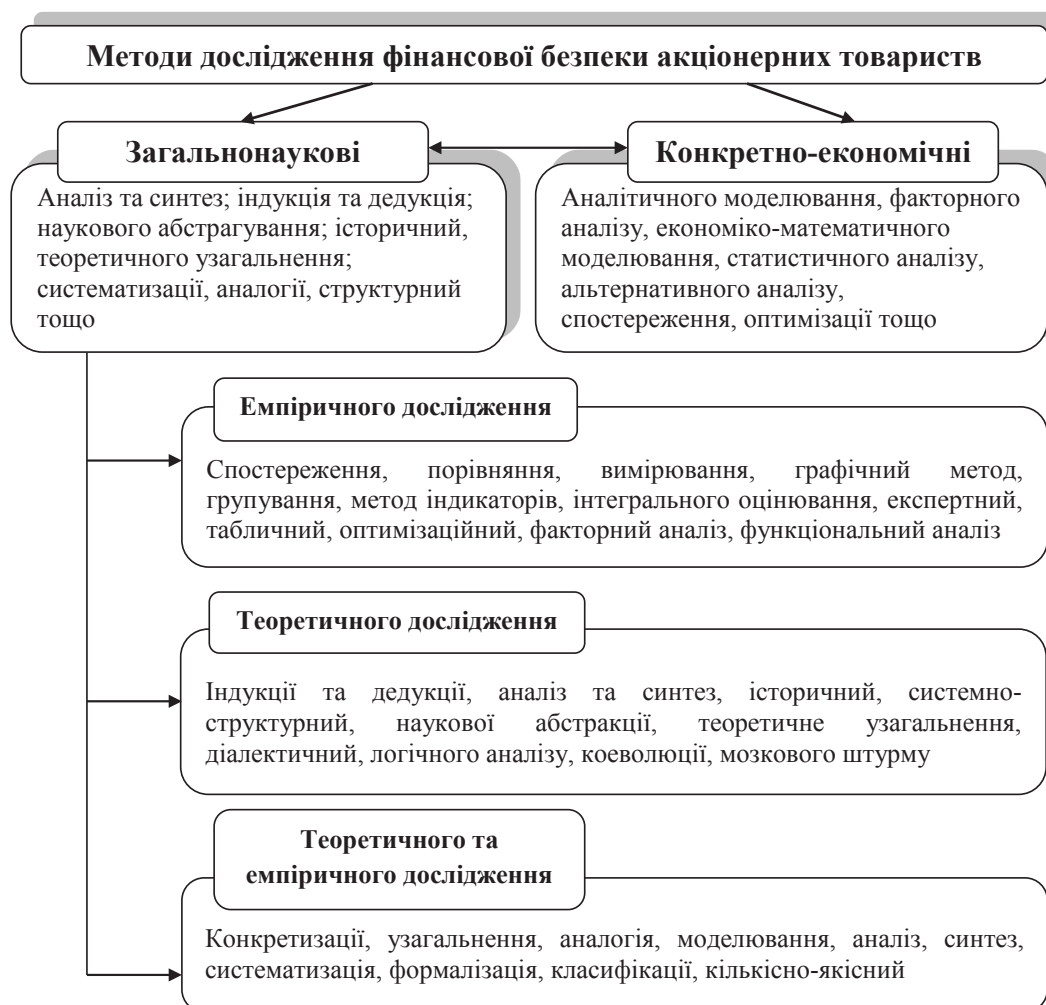 Методи дослідження фінансової безпеки акціонерних товариств
Загальнонаукові
Аналіз та синтез; індукція та дедукція;
наукового абстрагування; історичний,
теоретичного узагальнення;
систематизації, аналогії, структурний
тощо
Конкретно-економічні
Аналітичного моделювання, факторного
аналізу, економіко-математичного
моделювання, статистичного аналізу,
альтернативного аналізу,
спостереження, оптимізації тощо
Емпіричного дослідження
Спостереження, порівняння, вимірювання, графічний метод,
групування, метод індикаторів, інтегрального оцінювання, експертний,
табличний, оптимізаційний, факторний аналіз, функціональний аналіз
Теоретичного дослідження
Індукції та дедукції, аналіз та синтез, історичний, системно-
структурний, наукової абстракції, теоретичне узагальнення,
діалектичний, логічного аналізу, коеволюції, мозкового штурму
Теоретичного та
емпіричного дослідження
Конкретизації, узагальнення, аналогія, моделювання, аналіз, синтез,
систематизація, формалізація, класифікації, кількісно-якісний